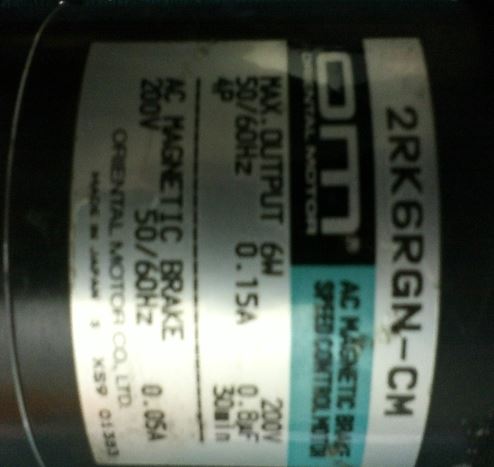 2RK6RGN-CM
ORIENTAL MOTOR
AC MAGNETIC BRAKE
SPEED CONTROL MOTOR
MAX. OUTPUT 6W 200V
50/60Hz 0.15A 0.8μF
4P 30min
AC MAGNETIC BRAKE
200V 50/60Hz 0.05A
ORIENTAL MOTOR CO., LTD.
MADE IN JAPAN